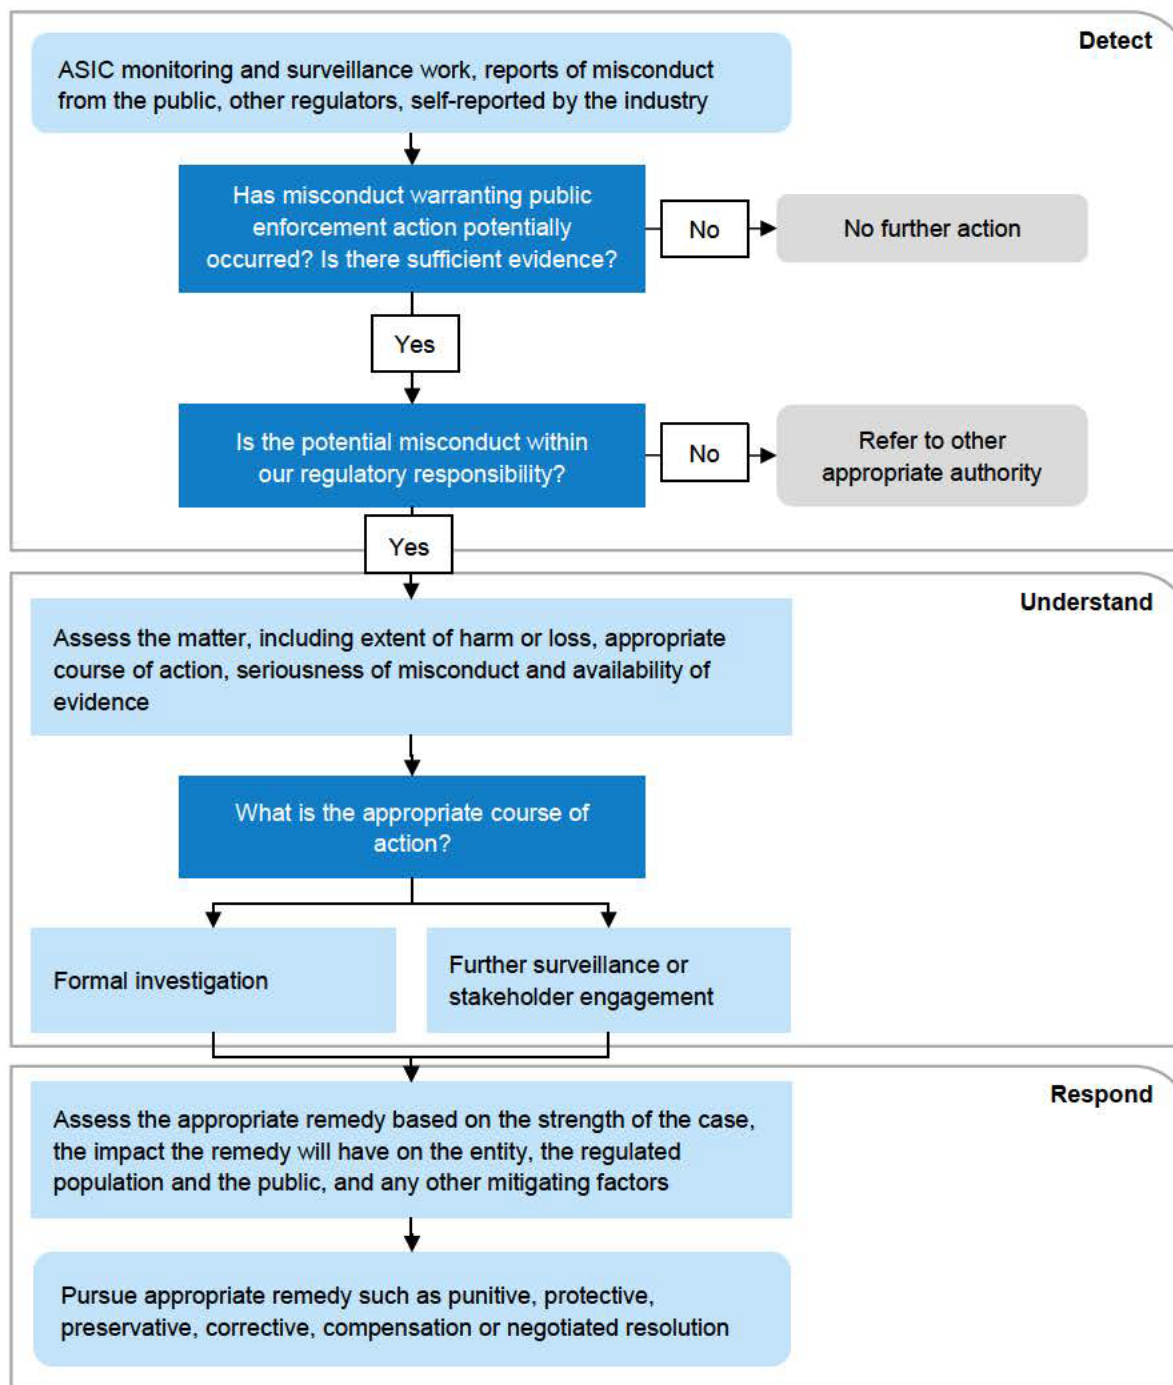 Detect
ASIC monitoring and surveillance work, reports of misconduct
from the public, other regulators, self-reported by the industry
Has misconduct warranting public
enforcement action potentially
occurred? Is there sufficient evidence?
No
No further action
Yes
Is the potential misconduct within
our regulatory responsibility?
No
Refer to other
appropriate authority
Yes
Understand
Assess the matter, including extent of harm or loss, appropriate
course of action, seriousness of misconduct and availability of
evidence
What is the appropriate course of
action?
Formal investigation
Further surveillance or
stakeholder engagement
Respond
Assess the appropriate remedy based on the strength of the case,
the impact the remedy will have on the entity, the regulated
population and the public, and any other mitigating factors
Pursue appropriate remedy such as punitive, protective,
preservative, corrective, compensation or negotiated resolution